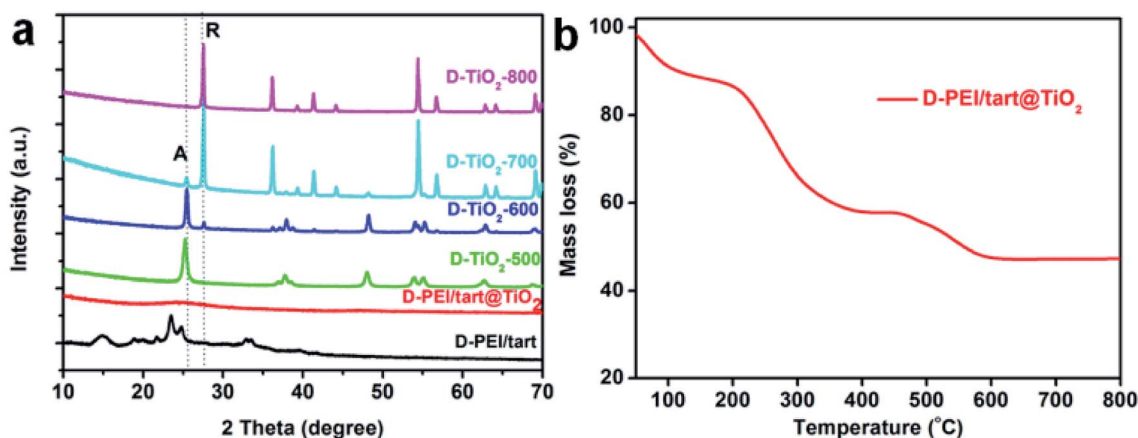 a
R
D-TiO₂-800
A
D-TiO₂-700
D-TiO₂-600
D-TiO₂-500
D-PEI/tart@TiO₂
D-PEI/tart
Intensity (a.u.)
10 20 30 40 50 60 70
2 Theta (degree)
b
100
80
60
40
20
D-PEI/tart@TiO₂
Mass loss (%)
100 200 300 400 500 600 700 800
Temperature (°C)